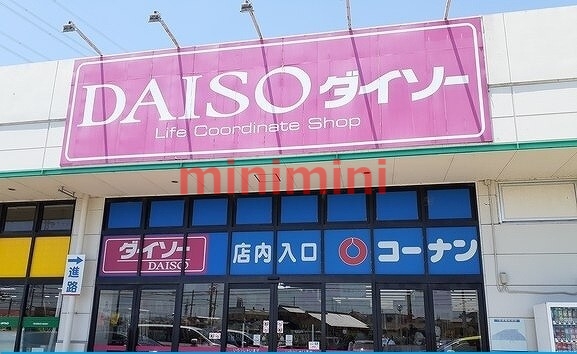 DAISO ダイソー
Life Coordinate Shop
minimini
ダイソー
DAISO
店内入口
コーナン
進路